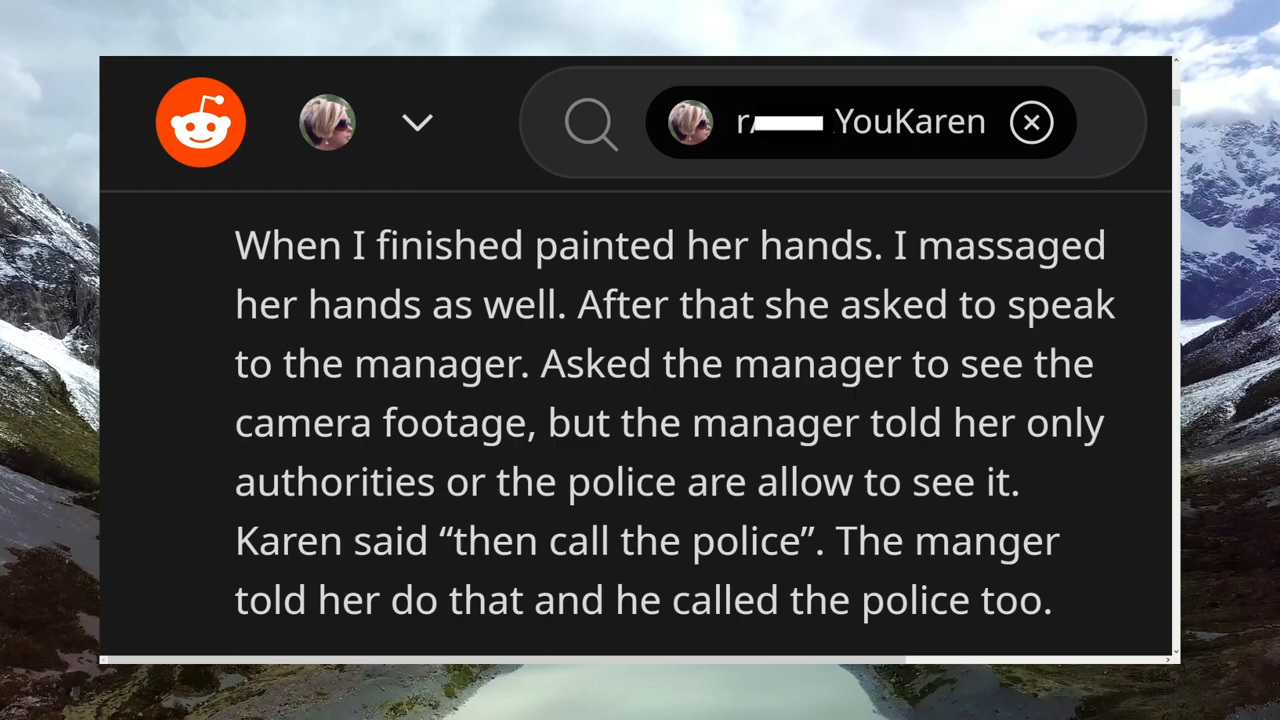 r/ YouKaren
When I finished painted her hands. I massaged
her hands as well. After that she asked to speak
to the manager. Asked the manager to see the
camera footage, but the manager told her only
authorities or the police are allow to see it.
Karen said “then call the police”. The manger
told her do that and he called the police too.